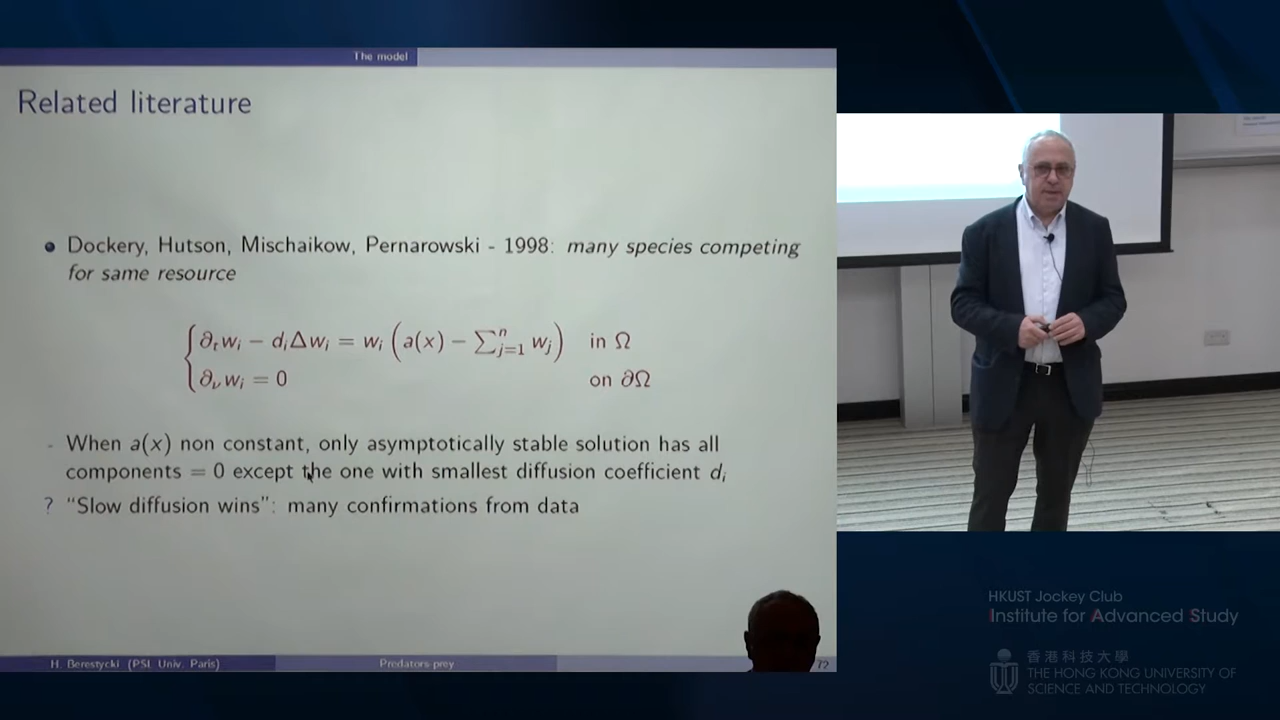 The model
Related literature
Dockery, Hutson, Mischaikow, Pernarowski - 1998: many species competing
for same resource
∂ₜwᵢ − dᵢΔwᵢ = wᵢ (a(x) − ∑ⁿⱼ₌₁ wⱼ) in Ω
∂ᵥwᵢ = 0 on ∂Ω
- When a(x) non constant, only asymptotically stable solution has all
components = 0 except the one with smallest diffusion coefficient dᵢ
? "Slow diffusion wins": many confirmations from data
H. Berestycki (PSL Univ. Paris)
Predators-prey
HKUST Jockey Club
Institute for Advanced Study
香港科技大學
THE HONG KONG UNIVERSITY OF
SCIENCE AND TECHNOLOGY